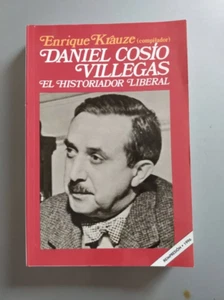 Enrique Krauze (compilador)
DANIEL COSÍO
VILLEGAS
EL HISTORIADOR LIBERAL